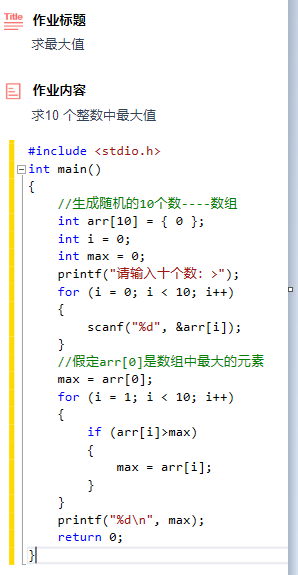 Title 作业标题
求最大值
作业内容
求10 个整数中最大值
#include <stdio.h>
int main()
{
    //生成随机的10个数----数组
    int arr[10] = { 0 };
    int i = 0;
    int max = 0;
    printf("请输入十个数: >");
    for (i = 0; i < 10; i++)
    {
        scanf("%d", &arr[i]);
    }
    //假定arr[0]是数组中最大的元素
    max = arr[0];
    for (i = 1; i < 10; i++)
    {
        if (arr[i]>max)
        {
            max = arr[i];
        }
    }
    printf("%d\n", max);
    return 0;
}